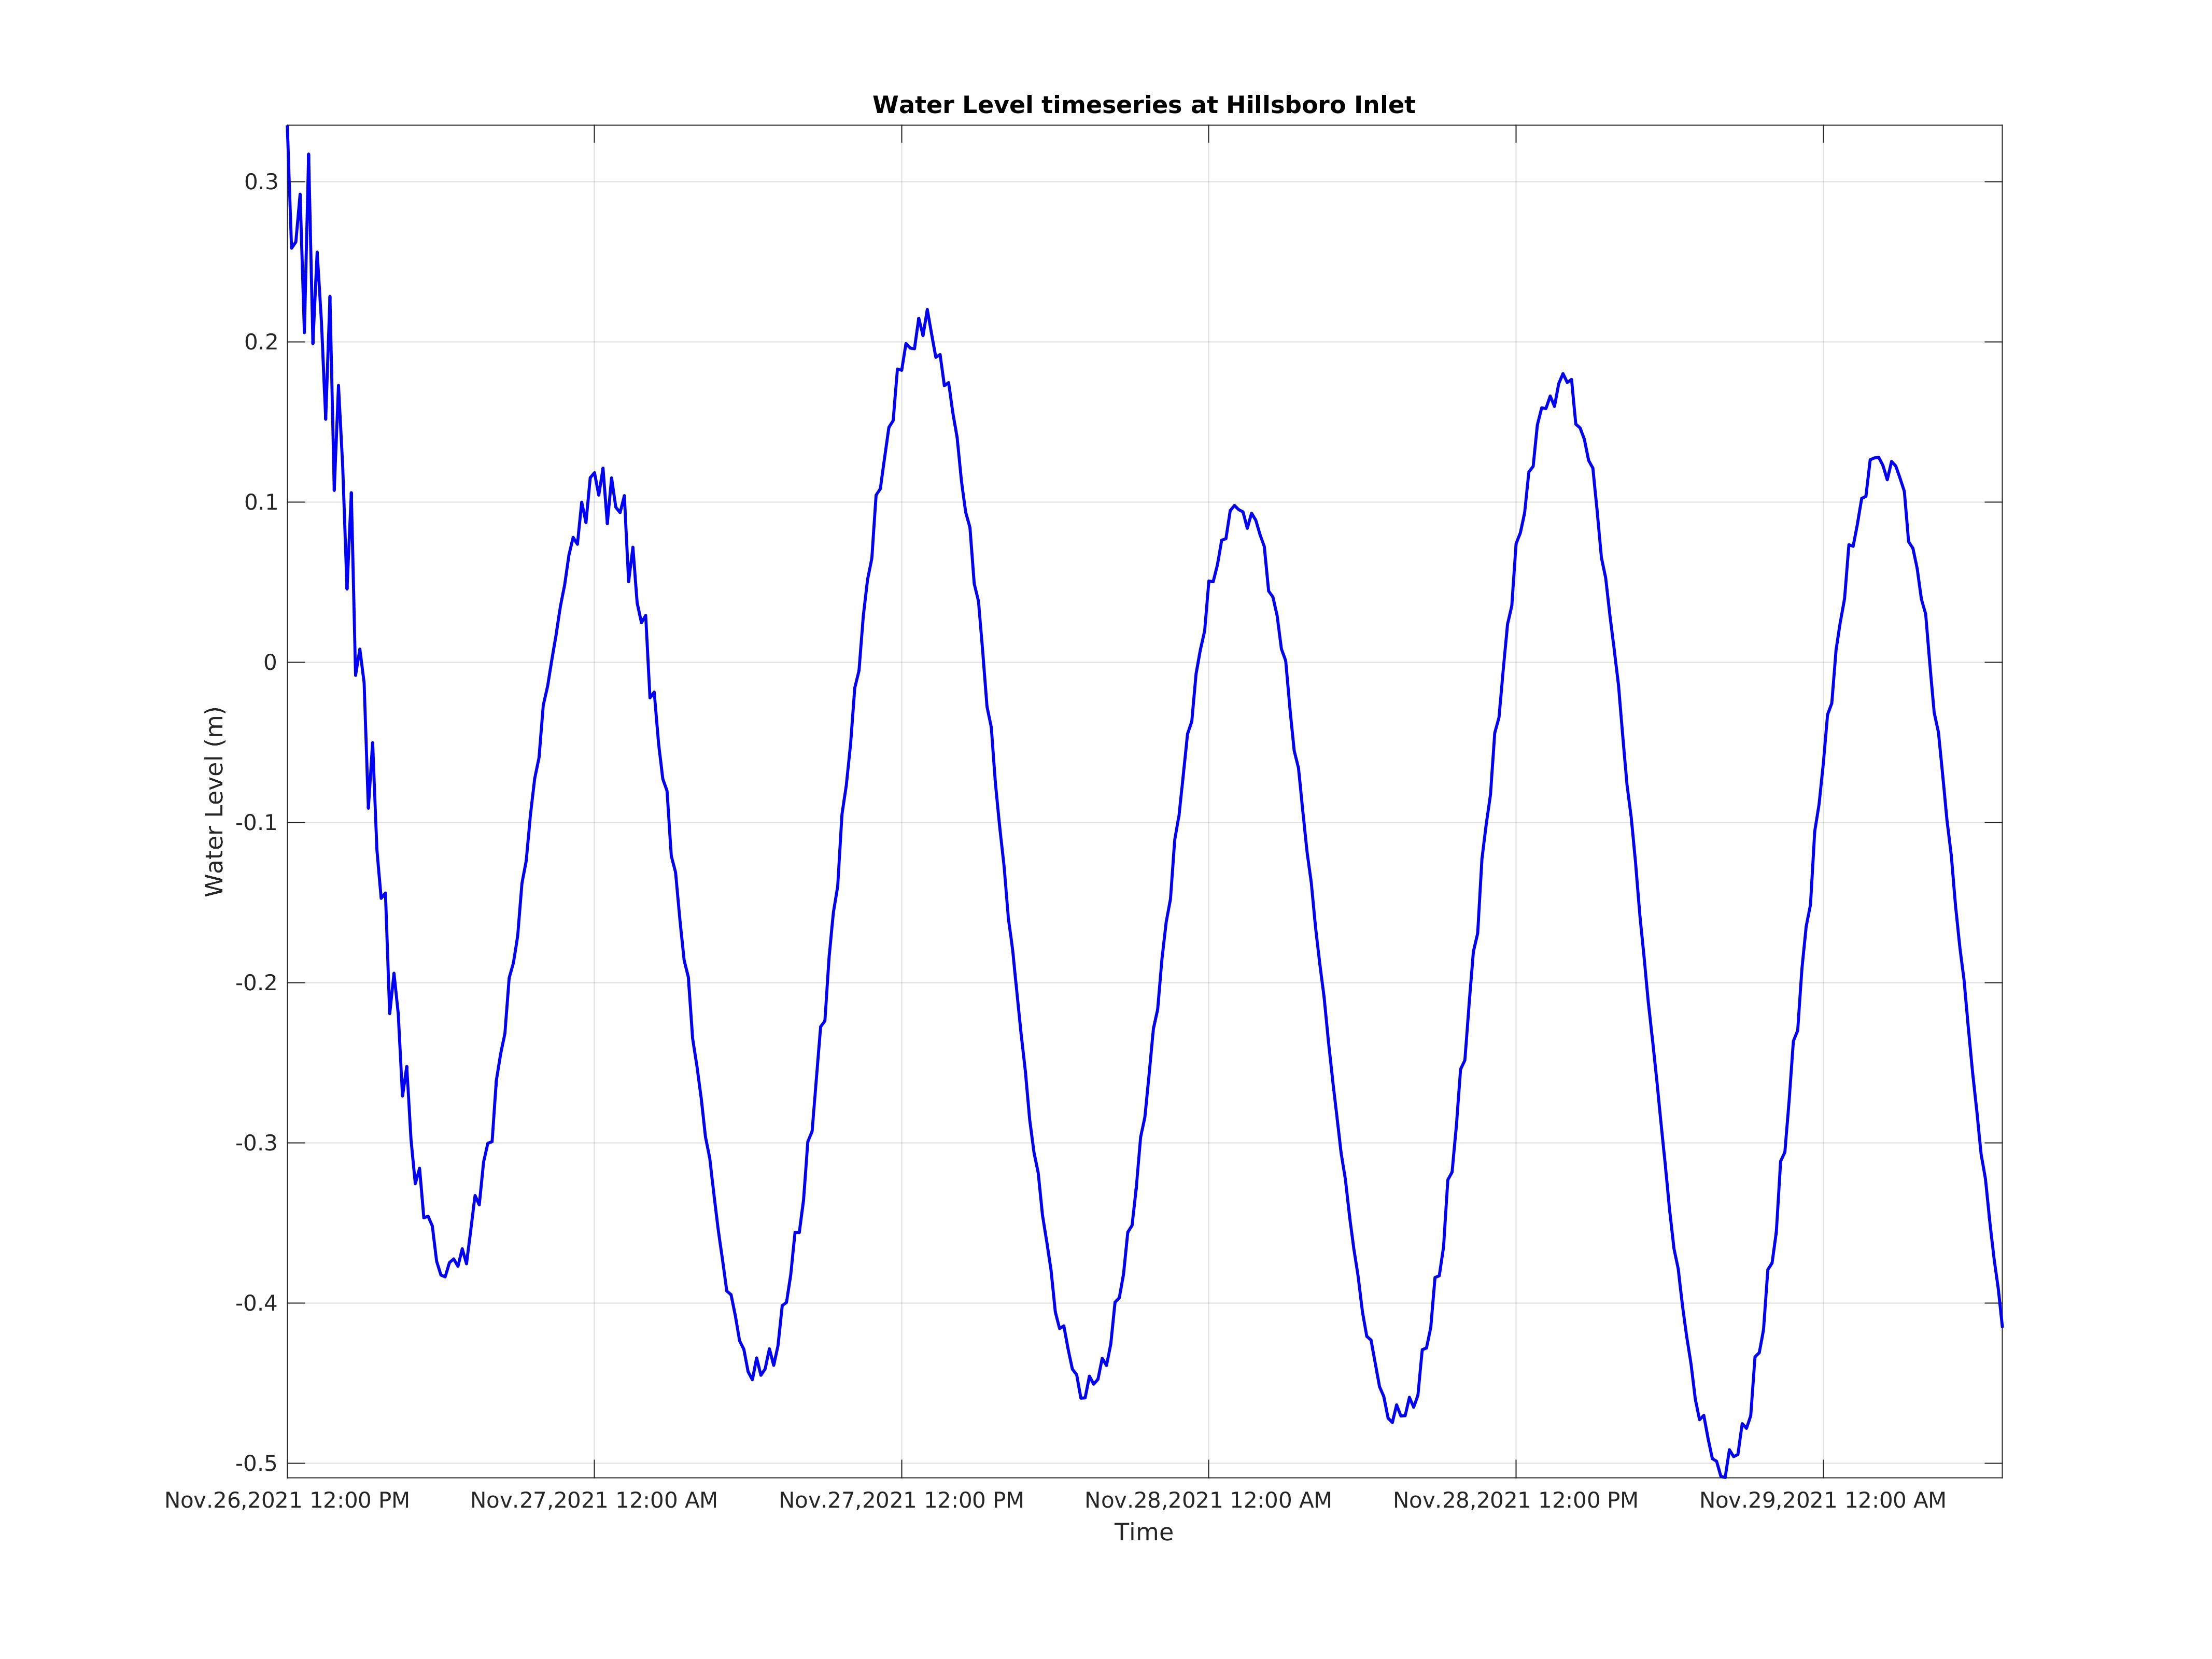 Water Level timeseries at Hillsboro Inlet
0.3
0.2
0.1
0
-0.1
-0.2
-0.3
-0.4
-0.5
Water Level (m)
Nov.26,2021 12:00 PM Nov.27,2021 12:00 AM Nov.27,2021 12:00 PM Nov.28,2021 12:00 AM Nov.28,2021 12:00 PM Nov.29,2021 12:00 AM
Time